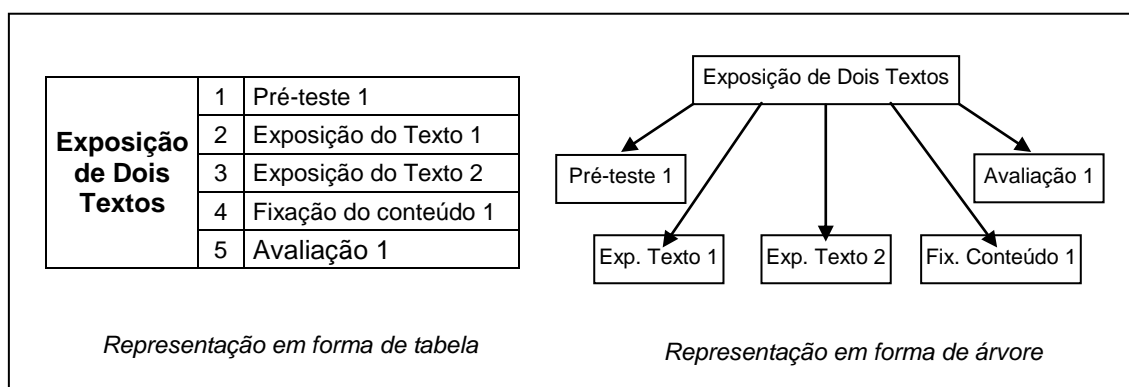 Exposição
de Dois
Textos
1 Pré-teste 1
2 Exposição do Texto 1
3 Exposição do Texto 2
4 Fixação do conteúdo 1
5 Avaliação 1
Representação em forma de tabela
Exposição de Dois Textos
Pré-teste 1
Avaliação 1
Exp. Texto 1
Exp. Texto 2
Fix. Conteúdo 1
Representação em forma de árvore